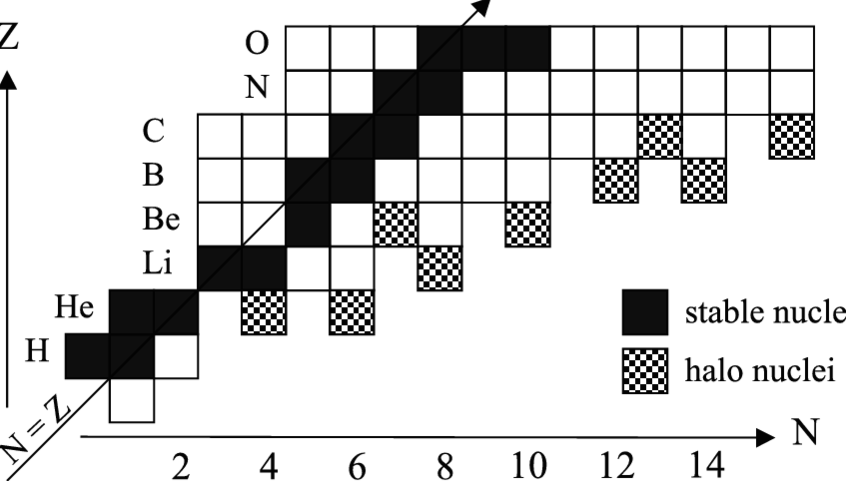 Z
O
N
C
B
Be
Li
He
H
stable nucle
halo nuclei
N = Z
N
2 4 6 8 10 12 14